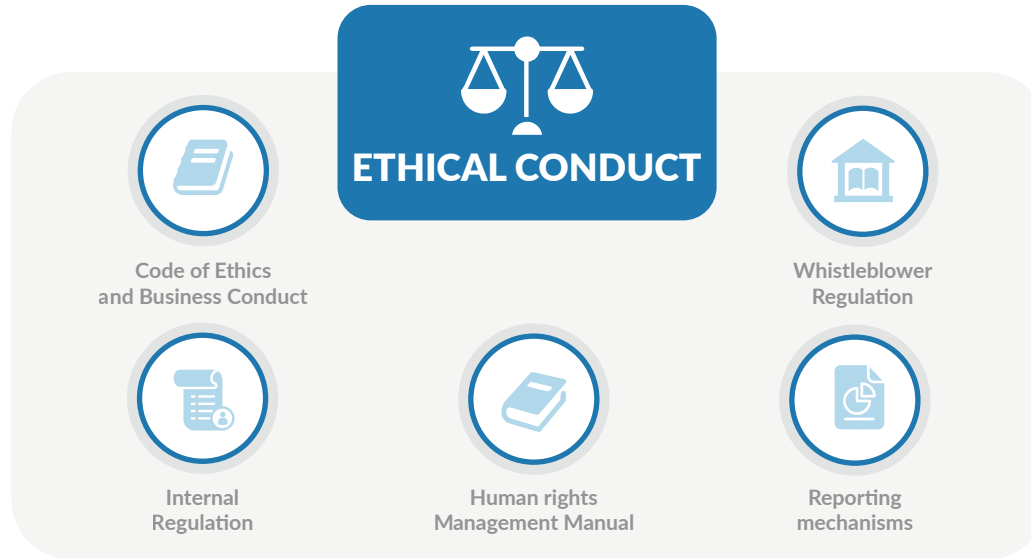 ETHICAL CONDUCT
Code of Ethics
and Business Conduct
Whistleblower
Regulation
Internal
Regulation
Human rights
Management Manual
Reporting
mechanisms